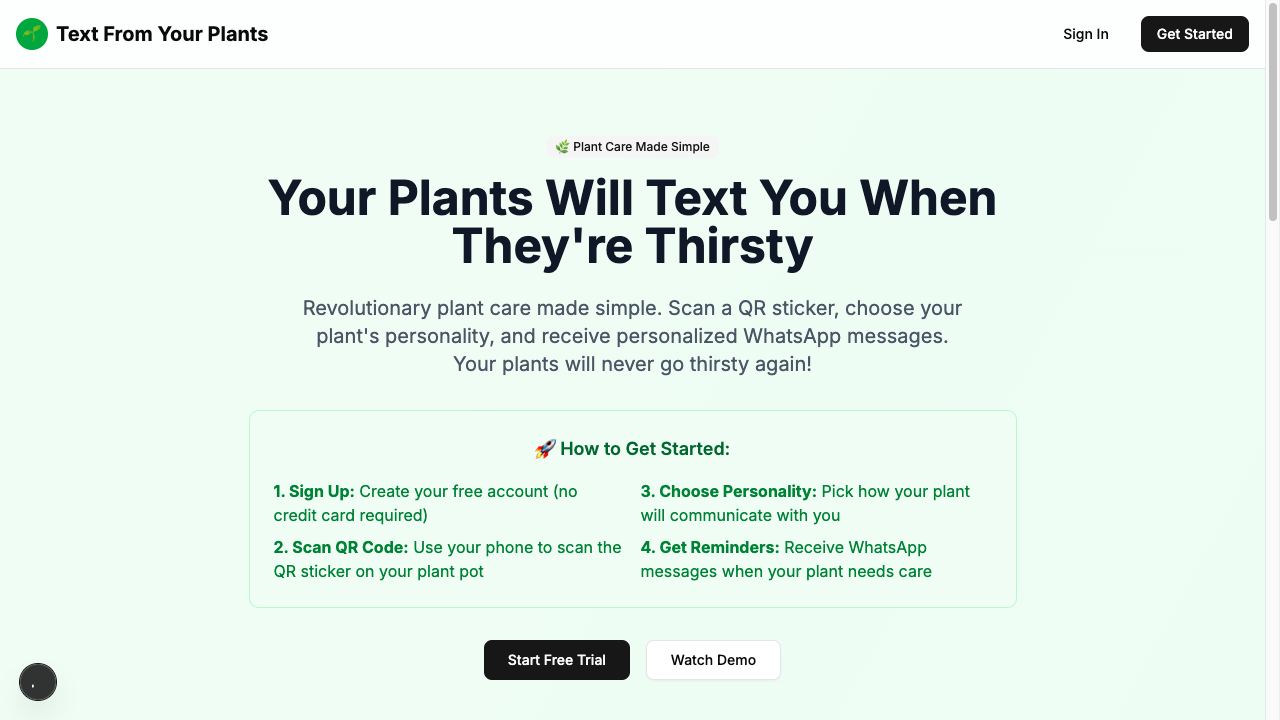 Text From Your Plants
Sign In
Get Started
🌿 Plant Care Made Simple
Your Plants Will Text You When
They're Thirsty
Revolutionary plant care made simple. Scan a QR sticker, choose your
plant's personality, and receive personalized WhatsApp messages.
Your plants will never go thirsty again!
🚀 How to Get Started:
1. Sign Up: Create your free account (no
credit card required)
2. Scan QR Code: Use your phone to scan the
QR sticker on your plant pot
3. Choose Personality: Pick how your plant
will communicate with you
4. Get Reminders: Receive WhatsApp
messages when your plant needs care
Start Free Trial
Watch Demo